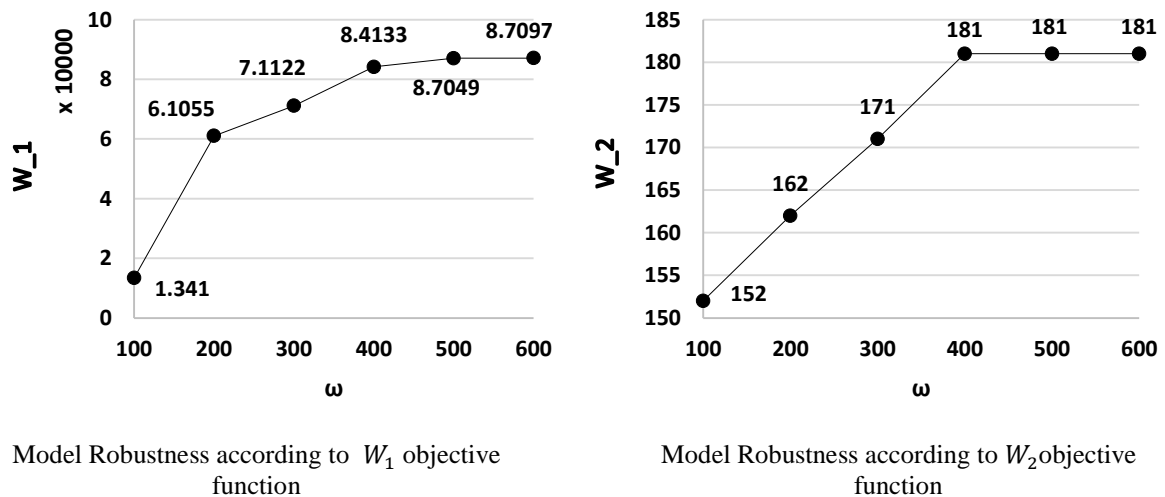 10
8
6
4
2
0
x 10000
W_1
1.341
6.1055
7.1122
8.4133
8.7049
8.7097
100 200 300 400 500 600
ω
Model Robustness according to W₁ objective
function
185
180
175
170
165
160
155
150
W_2
152
162
171
181
181
181
100 200 300 400 500 600
ω
Model Robustness according to W₂objective
function